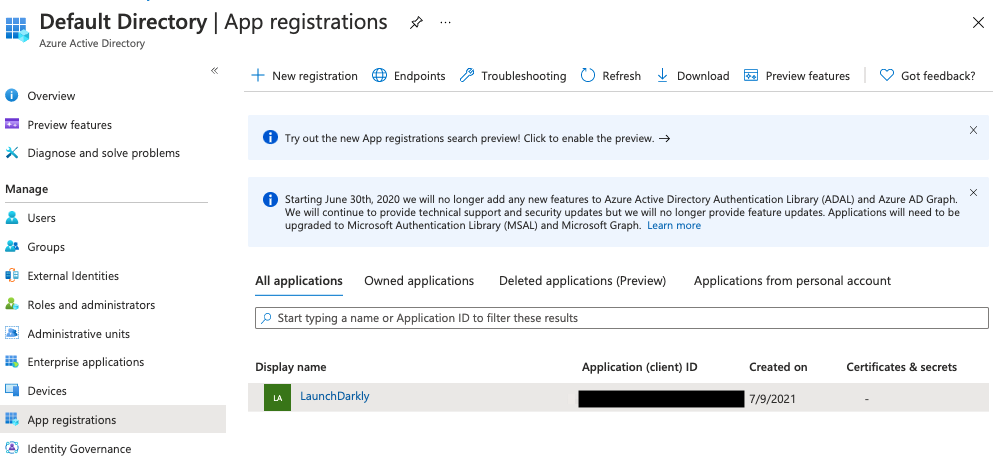 Default Directory | App registrations
Azure Active Directory
New registration Endpoints Troubleshooting Refresh Download Preview features Got feedback?
Overview
Preview features
Diagnose and solve problems
Manage
Users
Groups
External Identities
Roles and administrators
Administrative units
Enterprise applications
Devices
App registrations
Identity Governance
Try out the new App registrations search preview! Click to enable the preview. →
Starting June 30th, 2020 we will no longer add any new features to Azure Active Directory Authentication Library (ADAL) and Azure AD Graph.
We will continue to provide technical support and security updates but we will no longer provide feature updates. Applications will need to be
upgraded to Microsoft Authentication Library (MSAL) and Microsoft Graph. Learn more
All applications Owned applications Deleted applications (Preview) Applications from personal account
Start typing a name or Application ID to filter these results
Display name Application (client) ID Created on Certificates & secrets
LA LaunchDarkly 7/9/2021 -